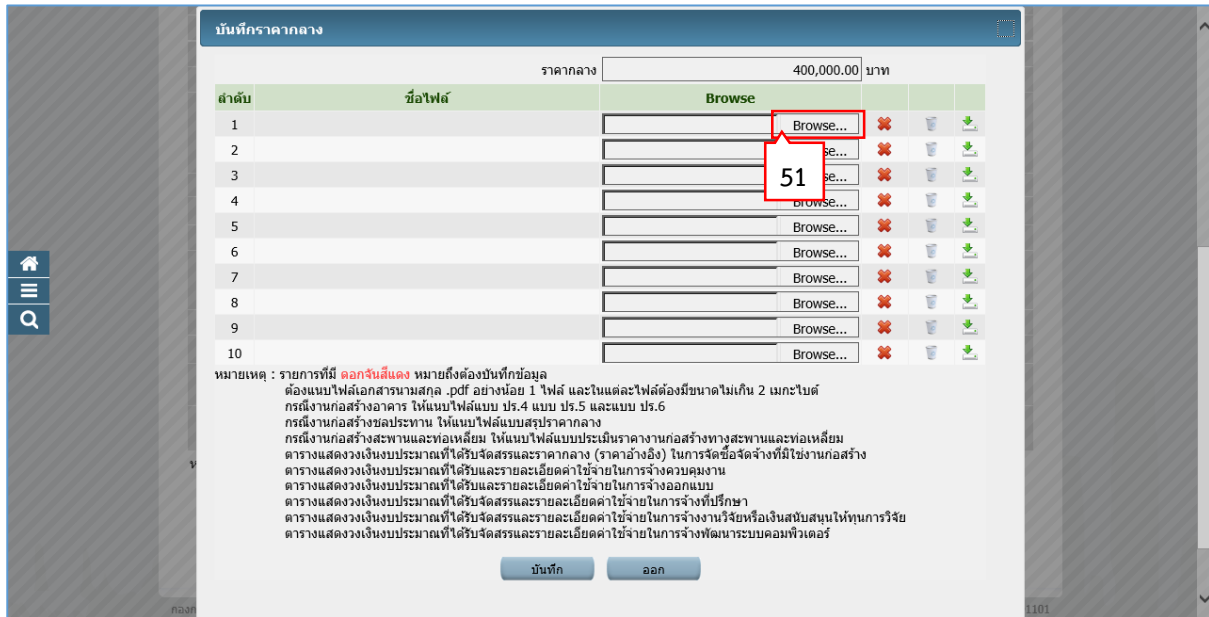 บันทึกราคากลาง
ราคากลาง 400,000.00 บาท
ลำดับ ชื่อไฟล์ Browse
1 Browse...
2 se...
3 se...
4 Browse...
5 Browse...
6 Browse...
7 Browse...
8 Browse...
9 Browse...
10 Browse...
51
หมายเหตุ : รายการที่มี ดอกจันสีแดง หมายถึงต้องบันทึกข้อมูล
ต้องแนบไฟล์เอกสารนามสกุล .pdf อย่างน้อย 1 ไฟล์ และในแต่ละไฟล์ต้องมีขนาดไม่เกิน 2 เมกะไบต์
กรณีงานก่อสร้างอาคาร ให้แนบไฟล์แบบ ปร.4 แบบ ปร.5 และแบบ ปร.6
กรณีงานก่อสร้างชลประทาน ให้แนบไฟล์แบบสรุปราคากลาง
กรณีงานก่อสร้างสะพานและท่อเหลี่ยม ให้แนบไฟล์แบบประเมินราคางานก่อสร้างทางสะพานและท่อเหลี่ยม
ตารางแสดงวงเงินงบประมาณที่ได้รับจัดสรรและราคากลาง (ราคาอ้างอิง) ในการจัดซื้อจัดจ้างที่มิใช่งานก่อสร้าง
ตารางแสดงวงเงินงบประมาณที่ได้รับและรายละเอียดค่าใช้จ่ายในการจ้างควบคุมงาน
ตารางแสดงวงเงินงบประมาณที่ได้รับและรายละเอียดค่าใช้จ่ายในการจ้างออกแบบ
ตารางแสดงวงเงินงบประมาณที่ได้รับจัดสรรและรายละเอียดค่าใช้จ่ายในการจ้างที่ปรึกษา
ตารางแสดงวงเงินงบประมาณที่ได้รับจัดสรรและรายละเอียดค่าใช้จ่ายในการจ้างงานวิจัยหรือเงินสนับสนุนให้ทุนการวิจัย
ตารางแสดงวงเงินงบประมาณที่ได้รับจัดสรรและรายละเอียดค่าใช้จ่ายในการจ้างพัฒนาระบบคอมพิวเตอร์
บันทึก ออก
1101